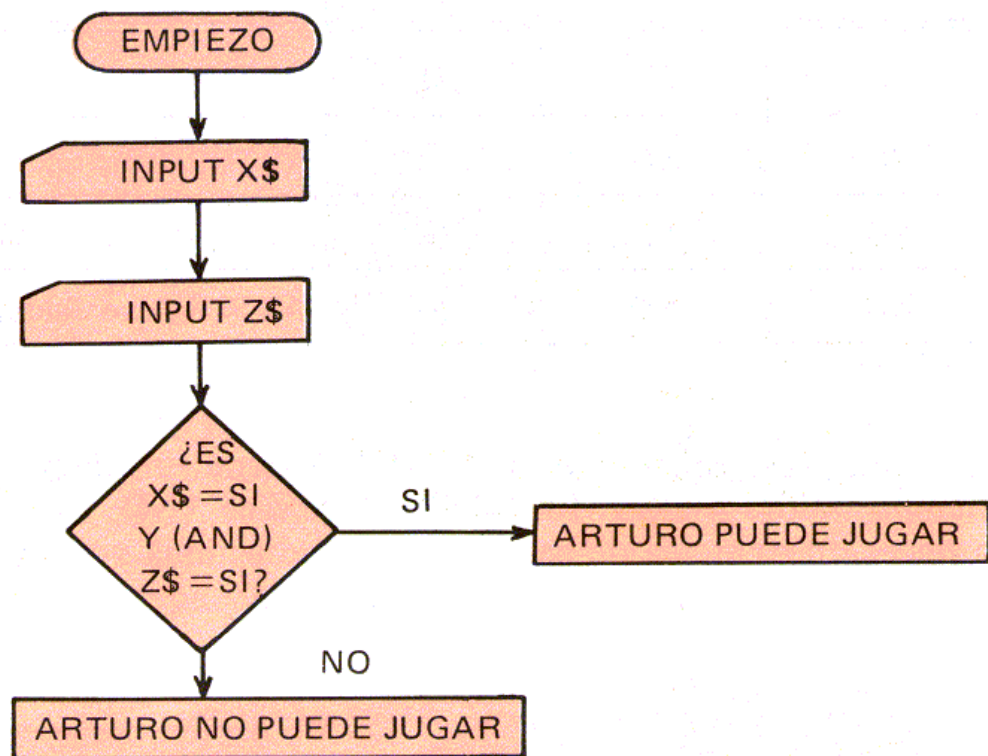 EMPIEZO
INPUT X$
INPUT Z$
¿ES
X$ = SI
Y (AND)
Z$ = SI?
SI
ARTURO PUEDE JUGAR
NO
ARTURO NO PUEDE JUGAR